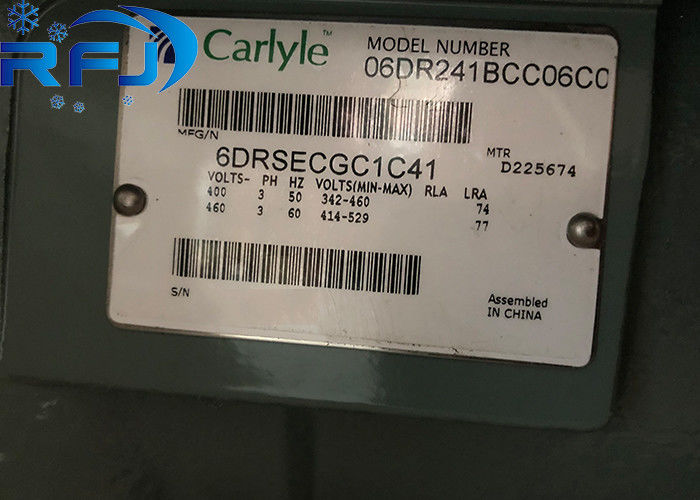 RFJ
Carlyle™
MODEL NUMBER
06DR241BCC06C0
MFG/N
6DRSECGC1C41
MTR
D225674
VOLTS- PH HZ VOLTS(MIN-MAX) RLA LRA
400 3 50 342-460 74
460 3 60 414-529 77
S/N
Assembled
IN CHINA